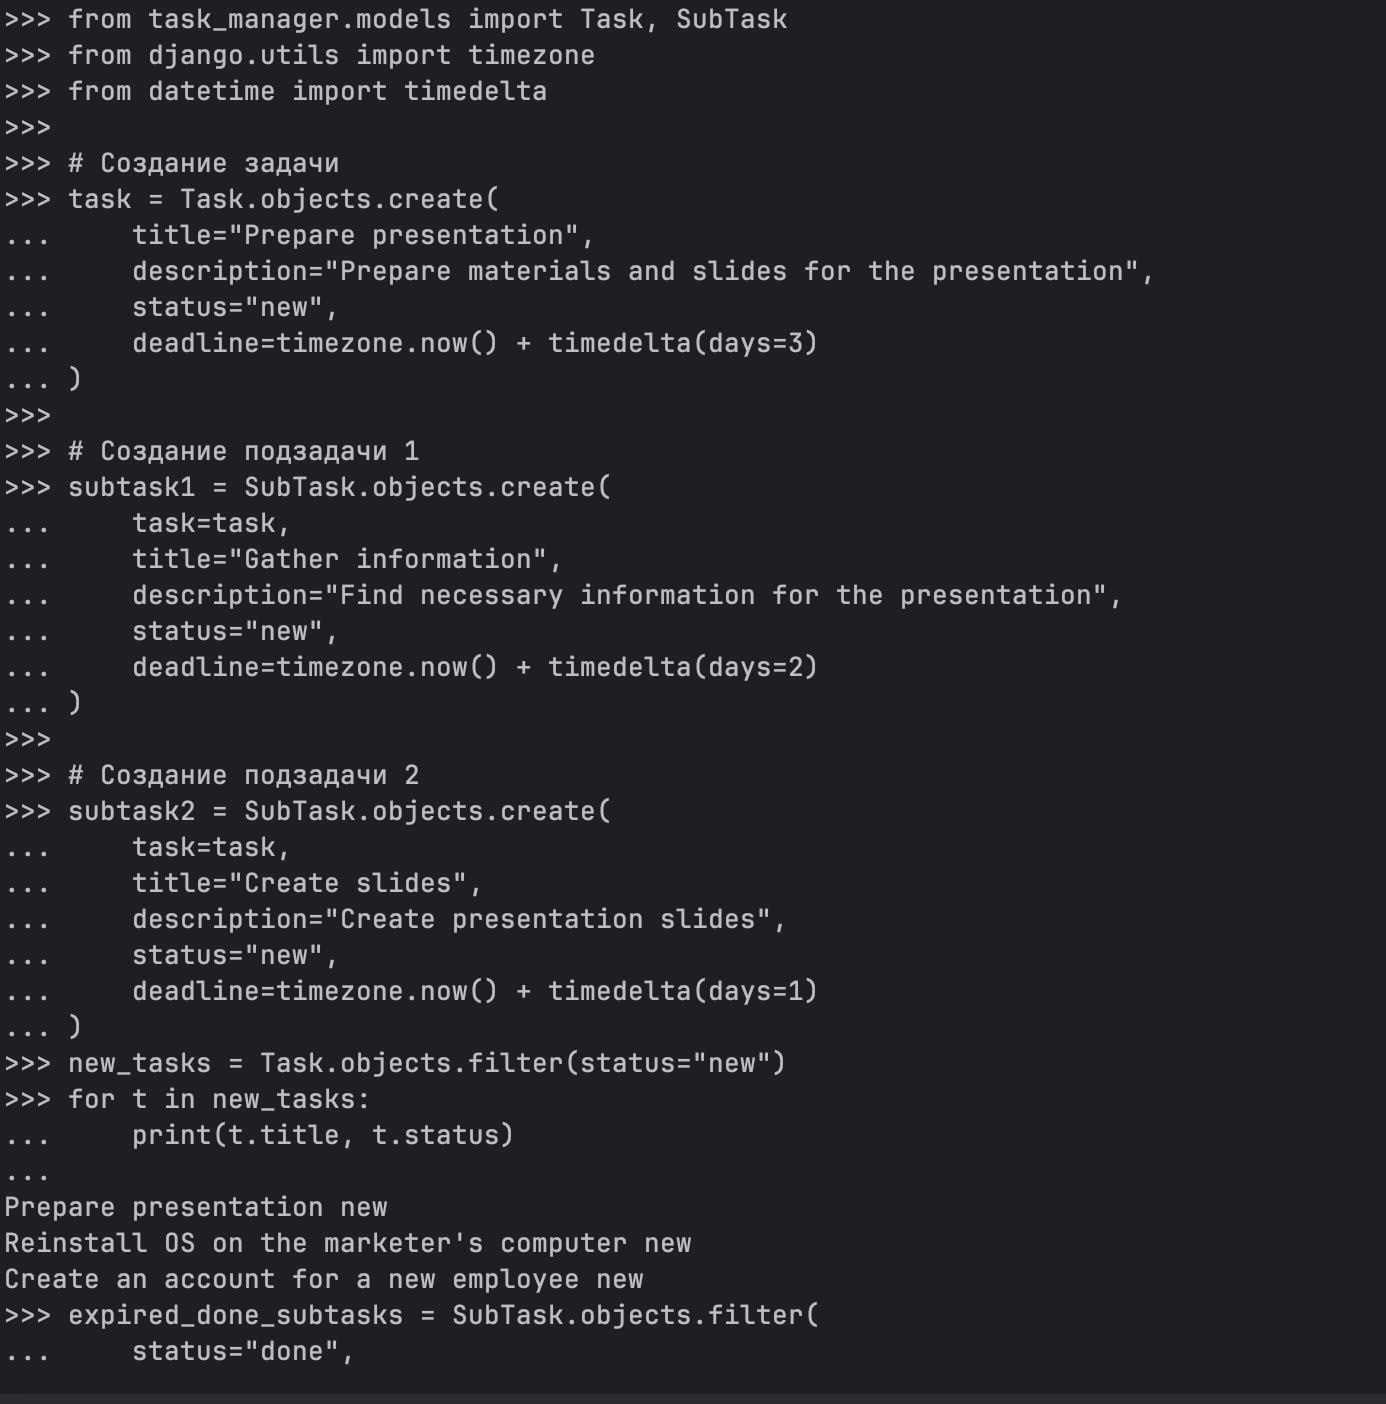 >>> from task_manager.models import Task, SubTask
>>> from django.utils import timezone
>>> from datetime import timedelta
>>>
>>> # Создание задачи
>>> task = Task.objects.create(
...     title="Prepare presentation",
...     description="Prepare materials and slides for the presentation",
...     status="new",
...     deadline=timezone.now() + timedelta(days=3)
... )
>>>
>>> # Создание подзадачи 1
>>> subtask1 = SubTask.objects.create(
...     task=task,
...     title="Gather information",
...     description="Find necessary information for the presentation",
...     status="new",
...     deadline=timezone.now() + timedelta(days=2)
... )
>>>
>>> # Создание подзадачи 2
>>> subtask2 = SubTask.objects.create(
...     task=task,
...     title="Create slides",
...     description="Create presentation slides",
...     status="new",
...     deadline=timezone.now() + timedelta(days=1)
... )
>>> new_tasks = Task.objects.filter(status="new")
>>> for t in new_tasks:
...     print(t.title, t.status)
...
Prepare presentation new
Reinstall OS on the marketer's computer new
Create an account for a new employee new
>>> expired_done_subtasks = SubTask.objects.filter(
...     status="done",